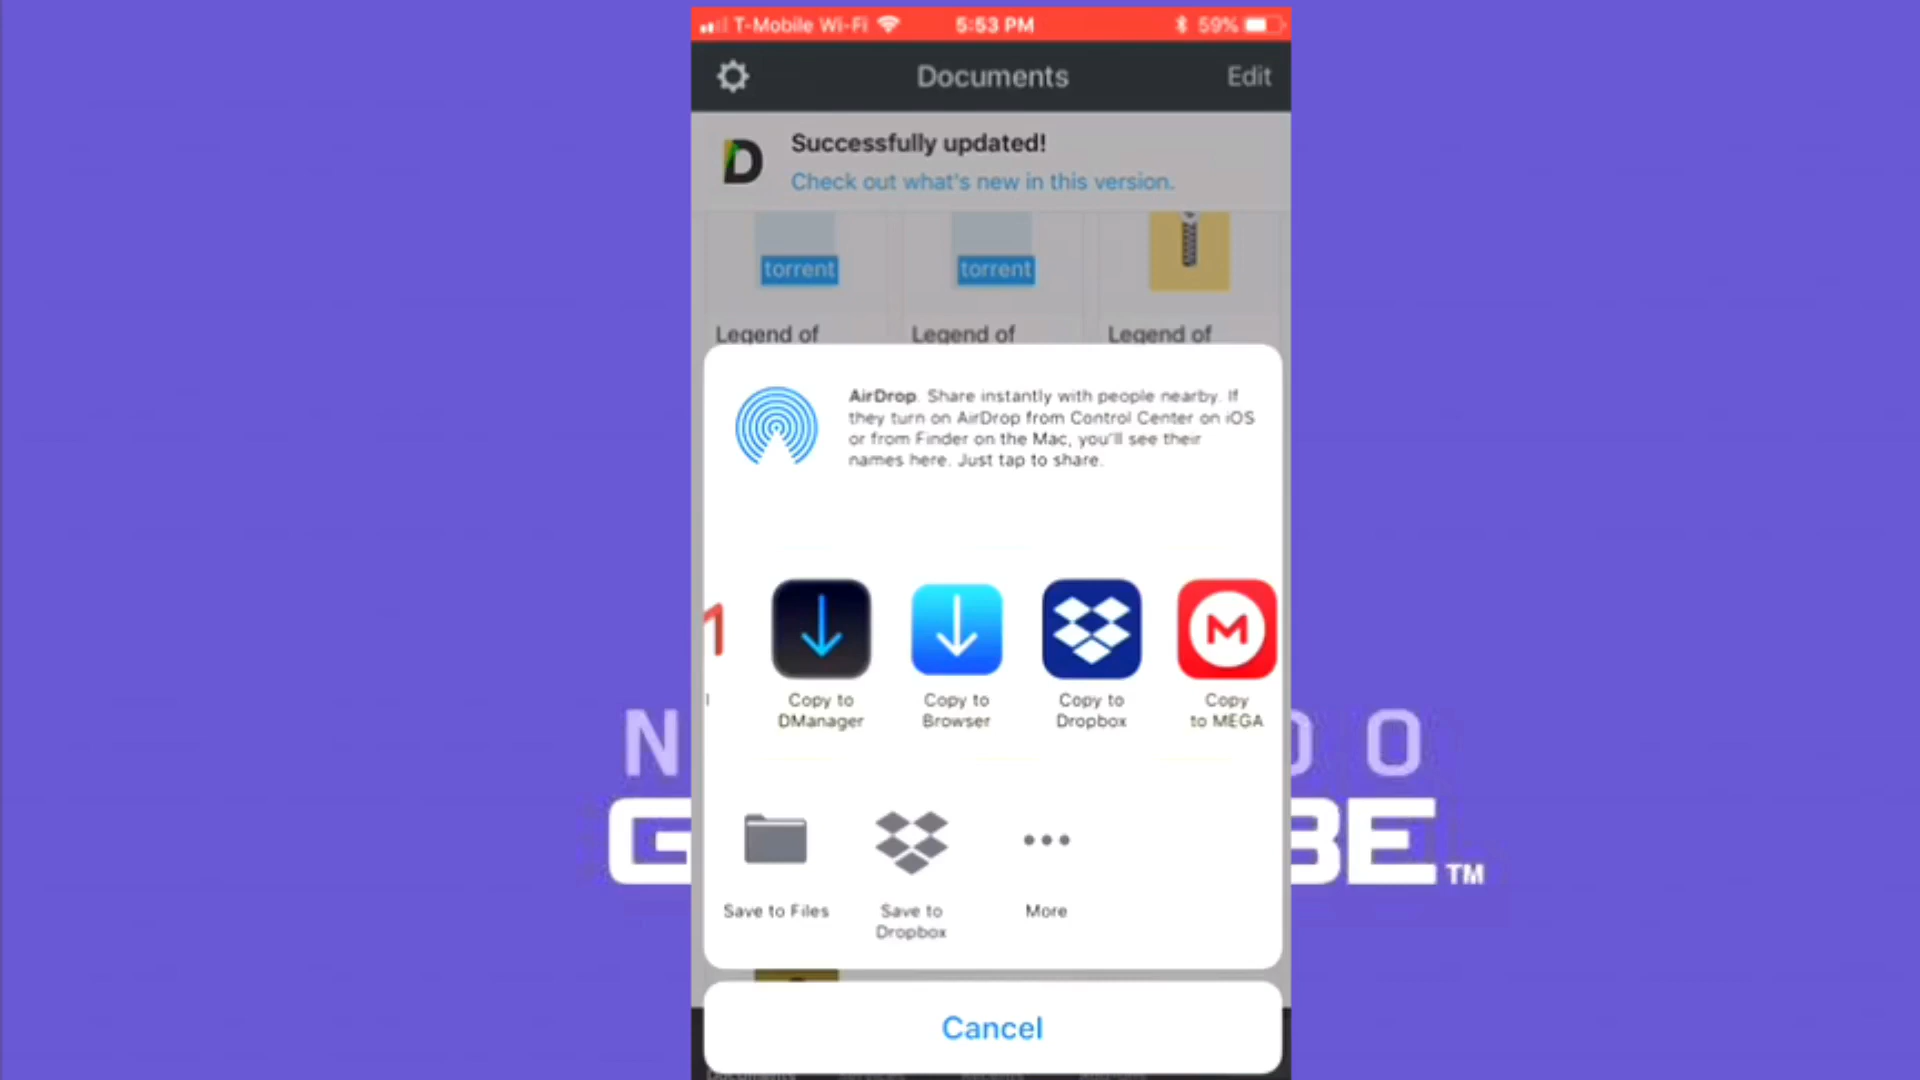 T-Mobile Wi-Fi 5:53 PM 59%
Documents Edit
D Successfully updated!
Check out what's new in this version.
torrent torrent
Legend of Legend of Legend of
AirDrop. Share instantly with people nearby. If
they turn on AirDrop from Control Center on iOS
or from Finder on the Mac, you'll see their
names here. Just tap to share.
Copy to DManager
Copy to Browser
Copy to Dropbox
Copy to MEGA
N D O
G BE™
Save to Files
Save to Dropbox
More
Cancel